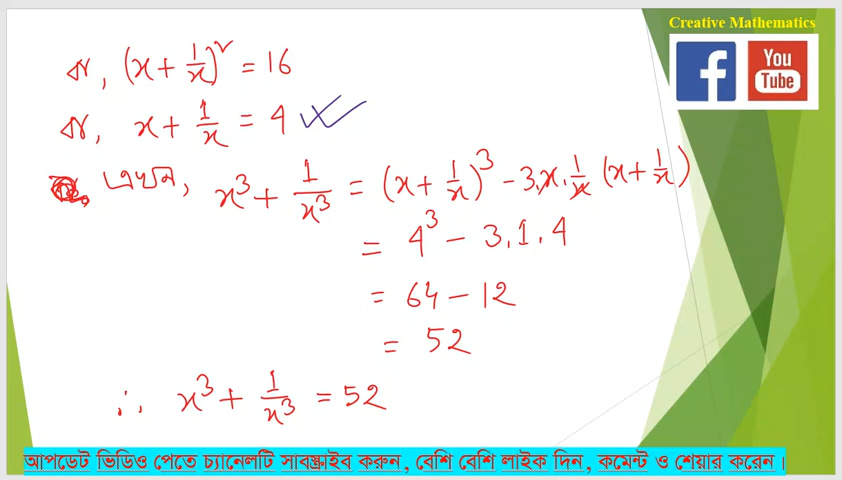 Creative Mathematics
You
Tube
বা, (x + 1/x)² = 16
বা, x + 1/x = 4
এখন, x³ + 1/x³ = (x + 1/x)³ - 3.x.1/x (x + 1/x)
= 4³ - 3.1.4
= 64 - 12
= 52
∴ x³ + 1/x³ = 52
আপডেট ভিডিও পেতে চ্যানেলটি সাবস্ক্রাইব করুন, বেশি বেশি লাইক দিন, কমেন্ট ও শেয়ার করেন।